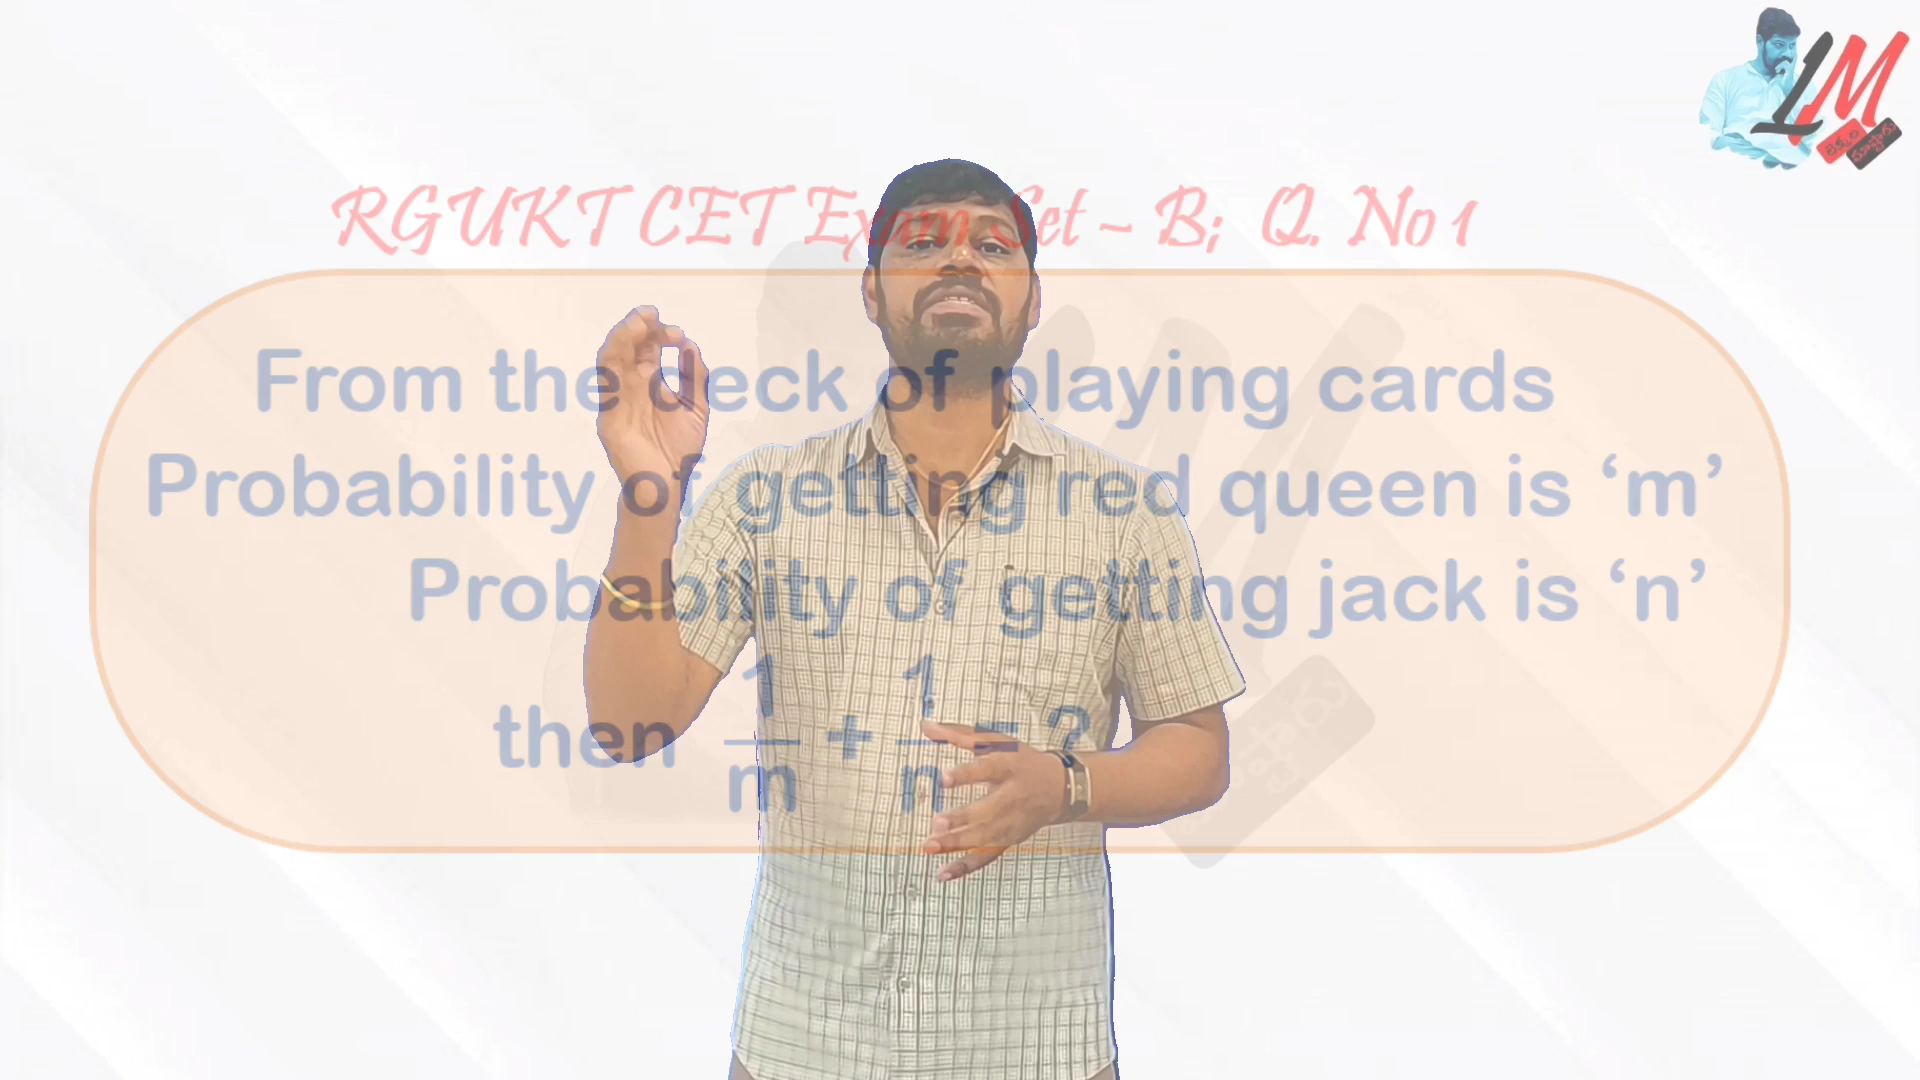 LM
RGUKT CET Exam Set – B; Q. No 1
From the deck of playing cards
Probability of getting red queen is ‘m’
Probability of getting jack is ‘n’
then 1/m + 1/n = ?